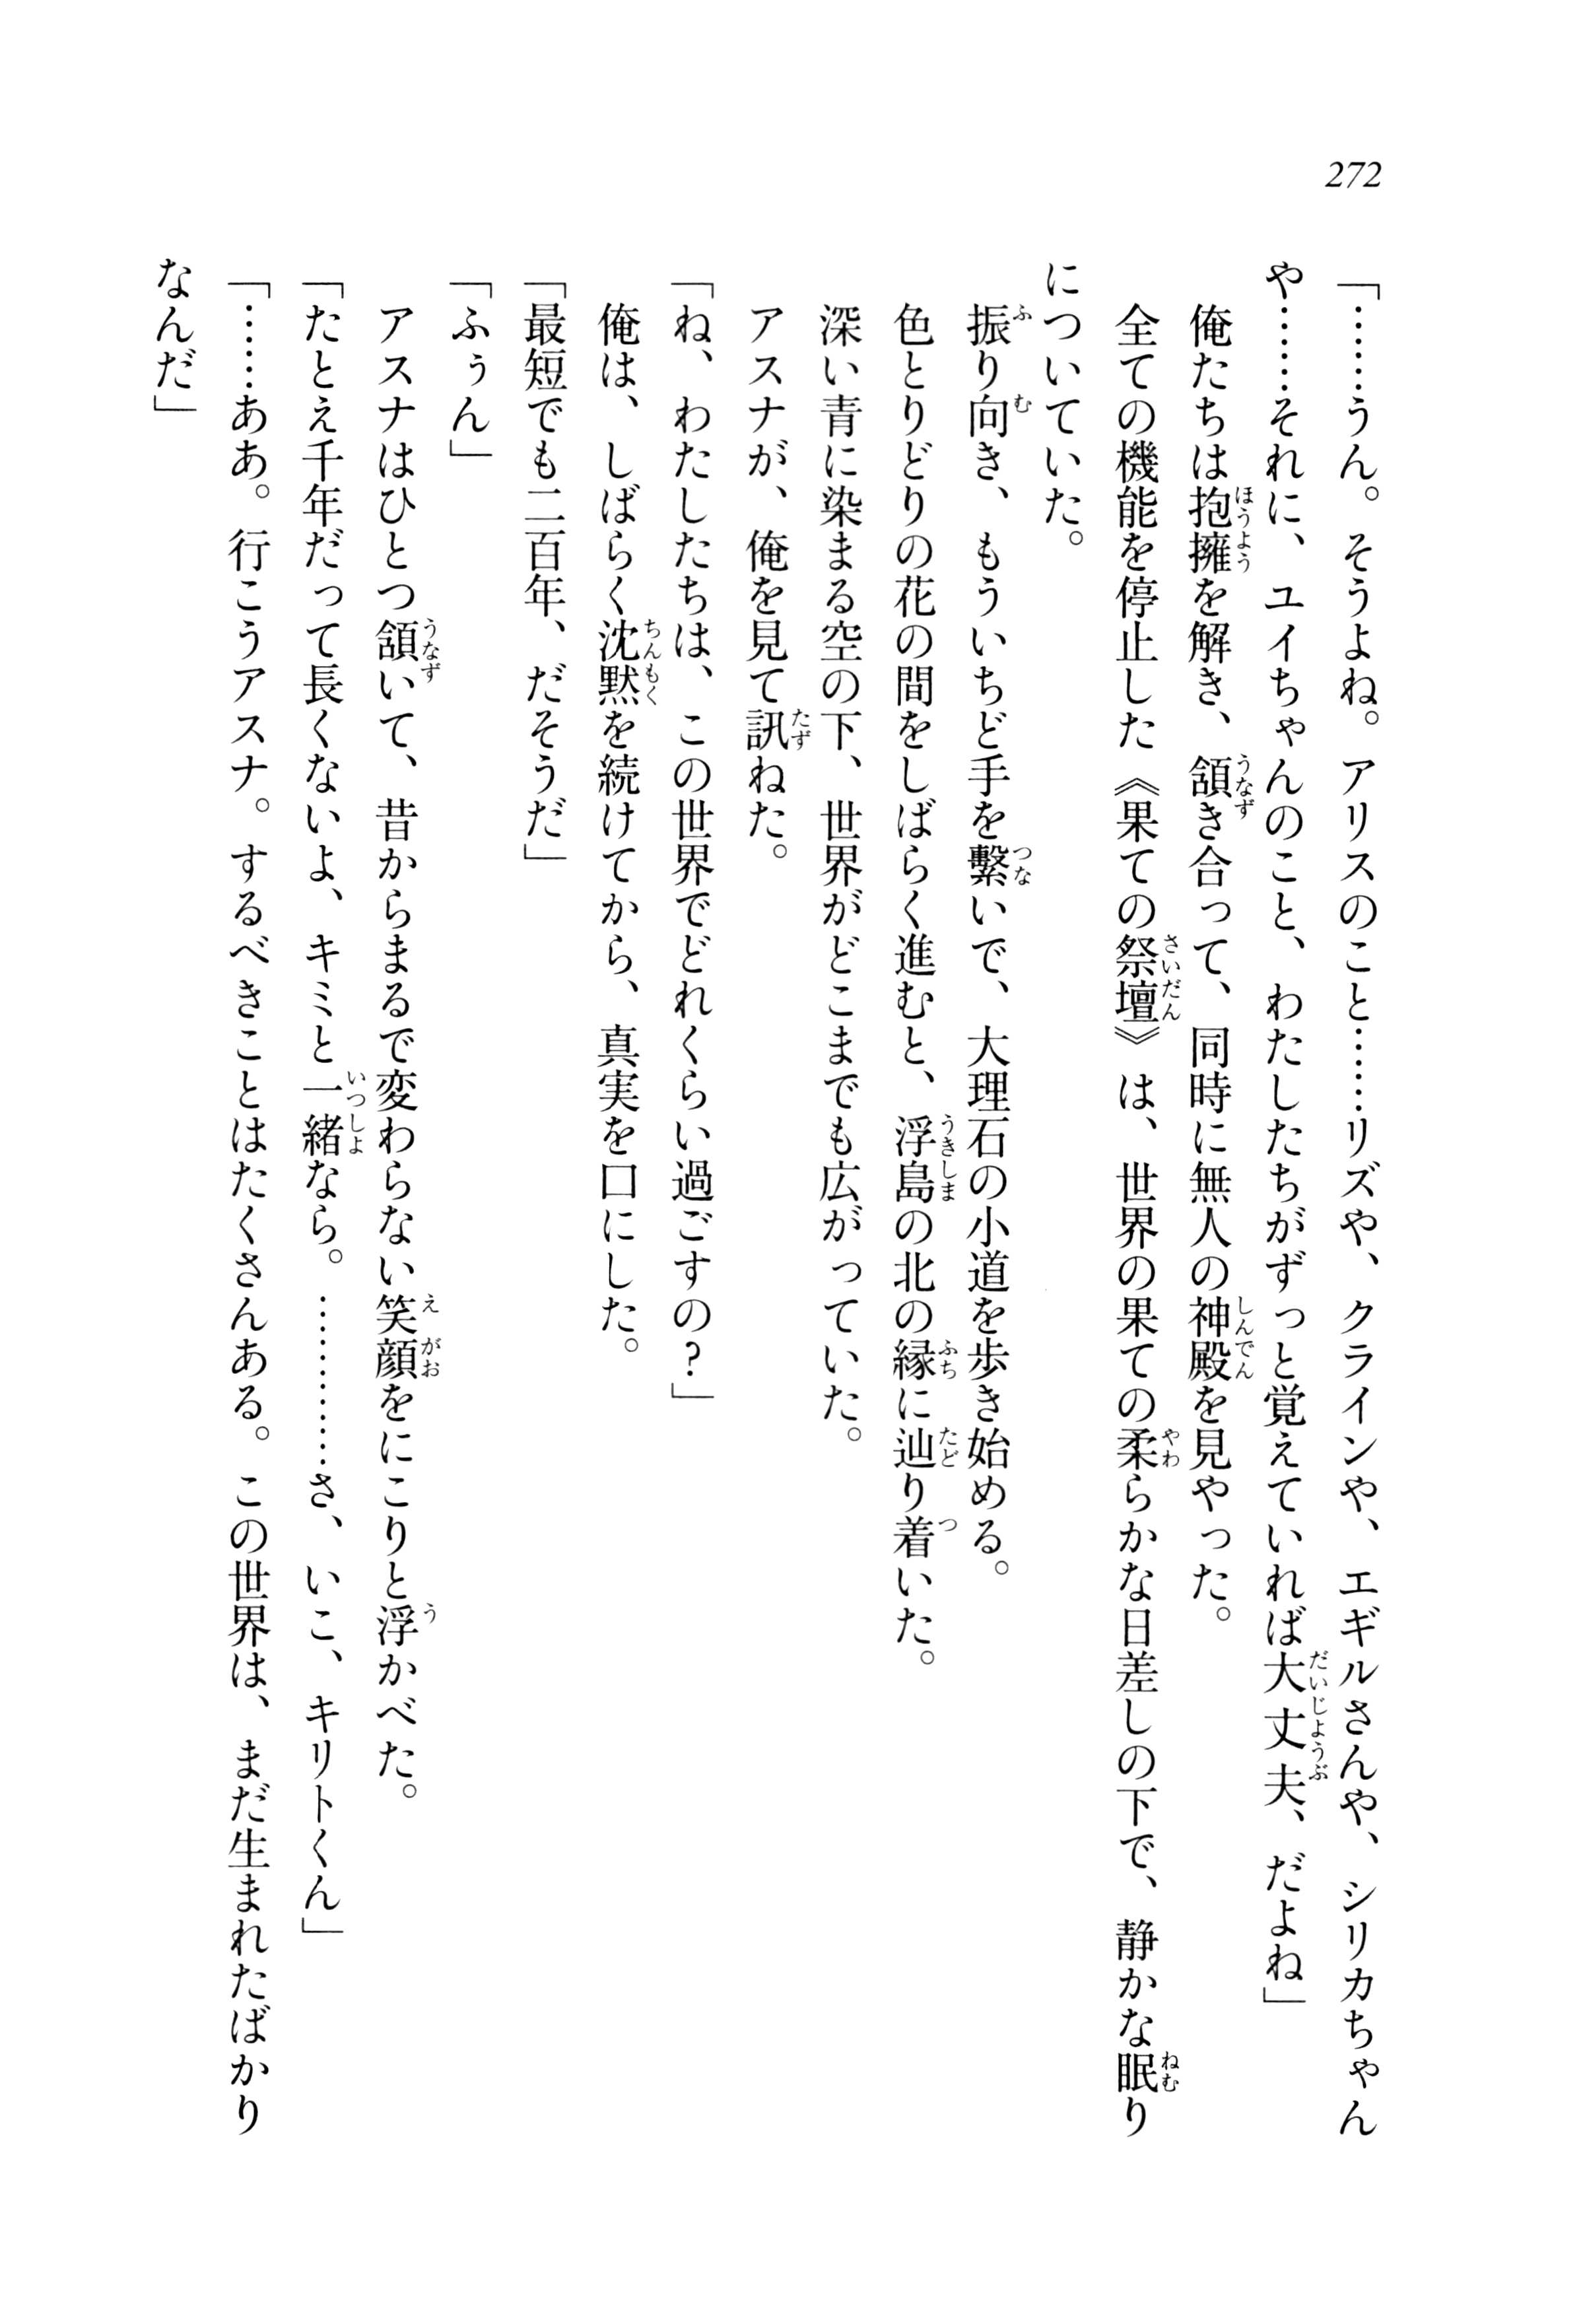 272
「……うん。そうよね。アリスのこと……リズや、クラインや、エギルさんや、シリカちゃん
や……それに、ユイちゃんのこと、わたしたちがずっと覚えていれば大丈夫、だよね」
俺たちは抱擁を解き、頷き合って、同時に無人の神殿を見やった。
全ての機能を停止した《果ての祭壇》は、世界の果ての柔らかな日差しの下で、静かな眠り
についていた。
振り向き、もういちど手を繫いで、大理石の小道を歩き始める。
色とりどりの花の間をしばらく進むと、浮島の北の縁に辿り着いた。
深い青に染まる空の下、世界がどこまでも広がっていた。
アスナが、俺を見て訊ねた。
「ね、わたしたちは、この世界でどれくらい過ごすの？」
俺は、しばらく沈黙を続けてから、真実を口にした。
「最短でも二百年、だそうだ」
「ふぅん」
アスナはひとつ頷いて、昔からまるで変わらない笑顔をにこりと浮かべた。
「たとえ千年だって長くないよ、キミと一緒なら。…………さ、いこ、キリトくん」
「……ああ。行こうアスナ。するべきことはたくさんある。この世界は、まだ生まれたばかり
なんだ」